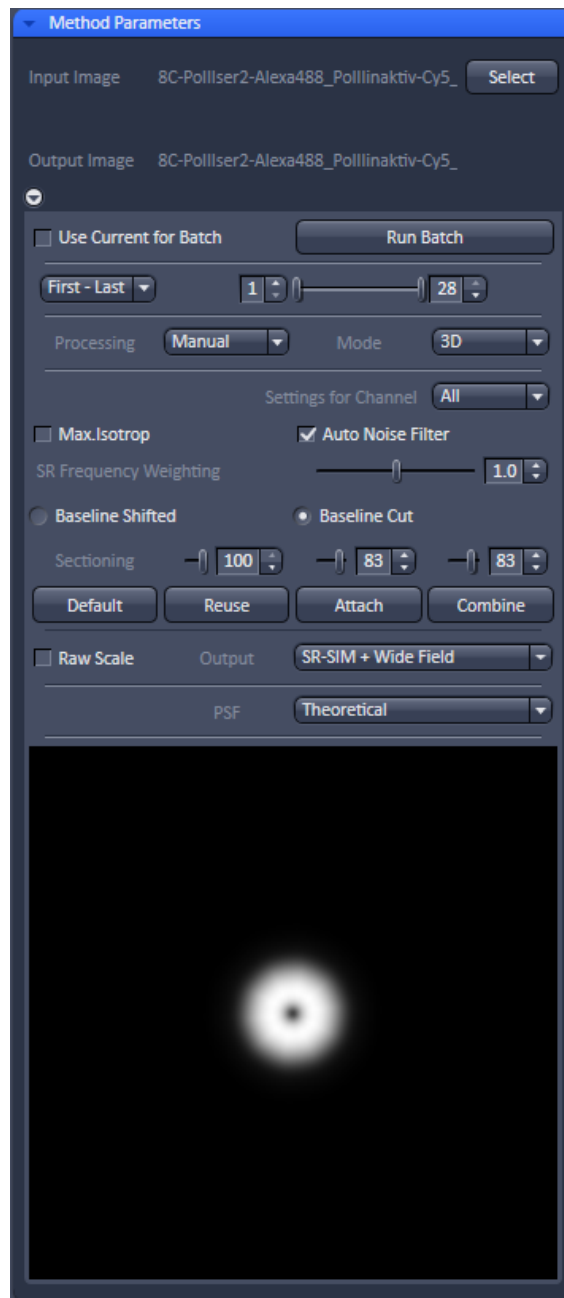 Method Parameters
Input Image 8C-PolIIser2-Alexa488_PolIIinaktiv-Cy5_ Select
Output Image 8C-PolIIser2-Alexa488_PolIIinaktiv-Cy5_
Use Current for Batch Run Batch
First - Last 1 28
Processing Manual Mode 3D
Settings for Channel All
Max.Isotrop Auto Noise Filter
SR Frequency Weighting 1.0
Baseline Shifted Baseline Cut
Sectioning 100 83 83
Default Reuse Attach Combine
Raw Scale Output SR-SIM + Wide Field
PSF Theoretical